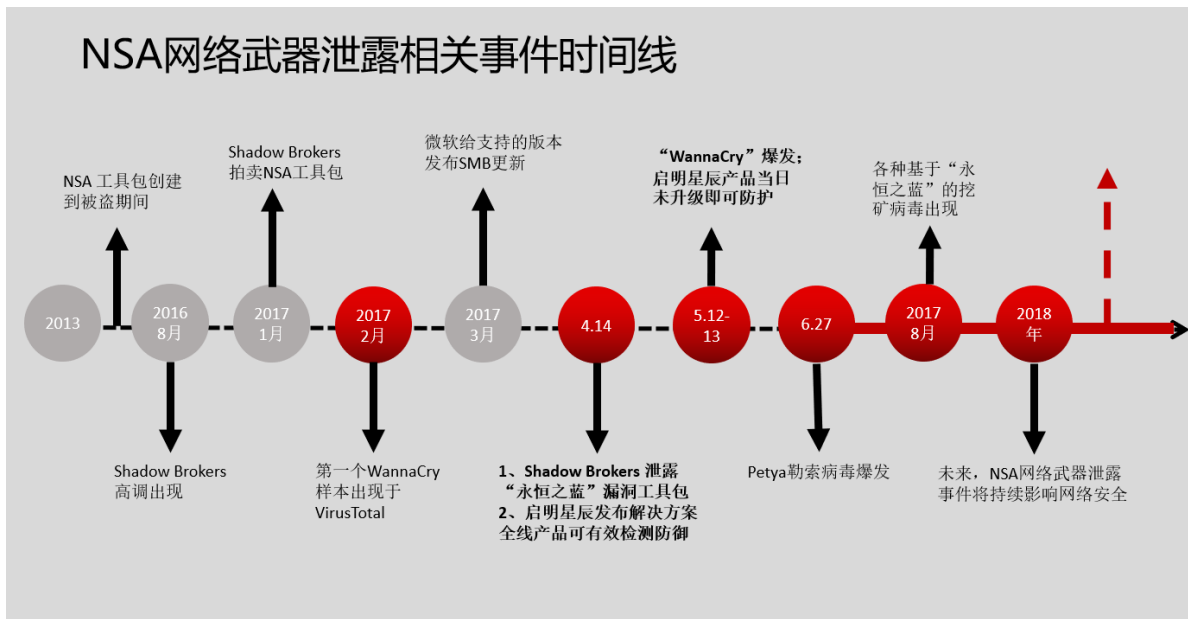 NSA网络武器泄露相关事件时间线
NSA 工具包创建
到被盗期间
Shadow Brokers
拍卖NSA工具包
微软给支持的版本
发布SMB更新
“WannaCry”爆发；
启明星辰产品当日
未升级即可防护
各种基于“永
恒之蓝”的挖
矿病毒出现
2013
2016
8月
2017
1月
2017
2月
2017
3月
4.14
5.12-
13
6.27
2017
8月
2018
年
Shadow Brokers
高调出现
第一个WannaCry
样本出现于
VirusTotal
1、Shadow Brokers 泄露
“永恒之蓝”漏洞工具包
2、启明星辰发布解决方案
全线产品可有效检测防御
Petya勒索病毒爆发
未来，NSA网络武器泄露
事件将持续影响网络安全